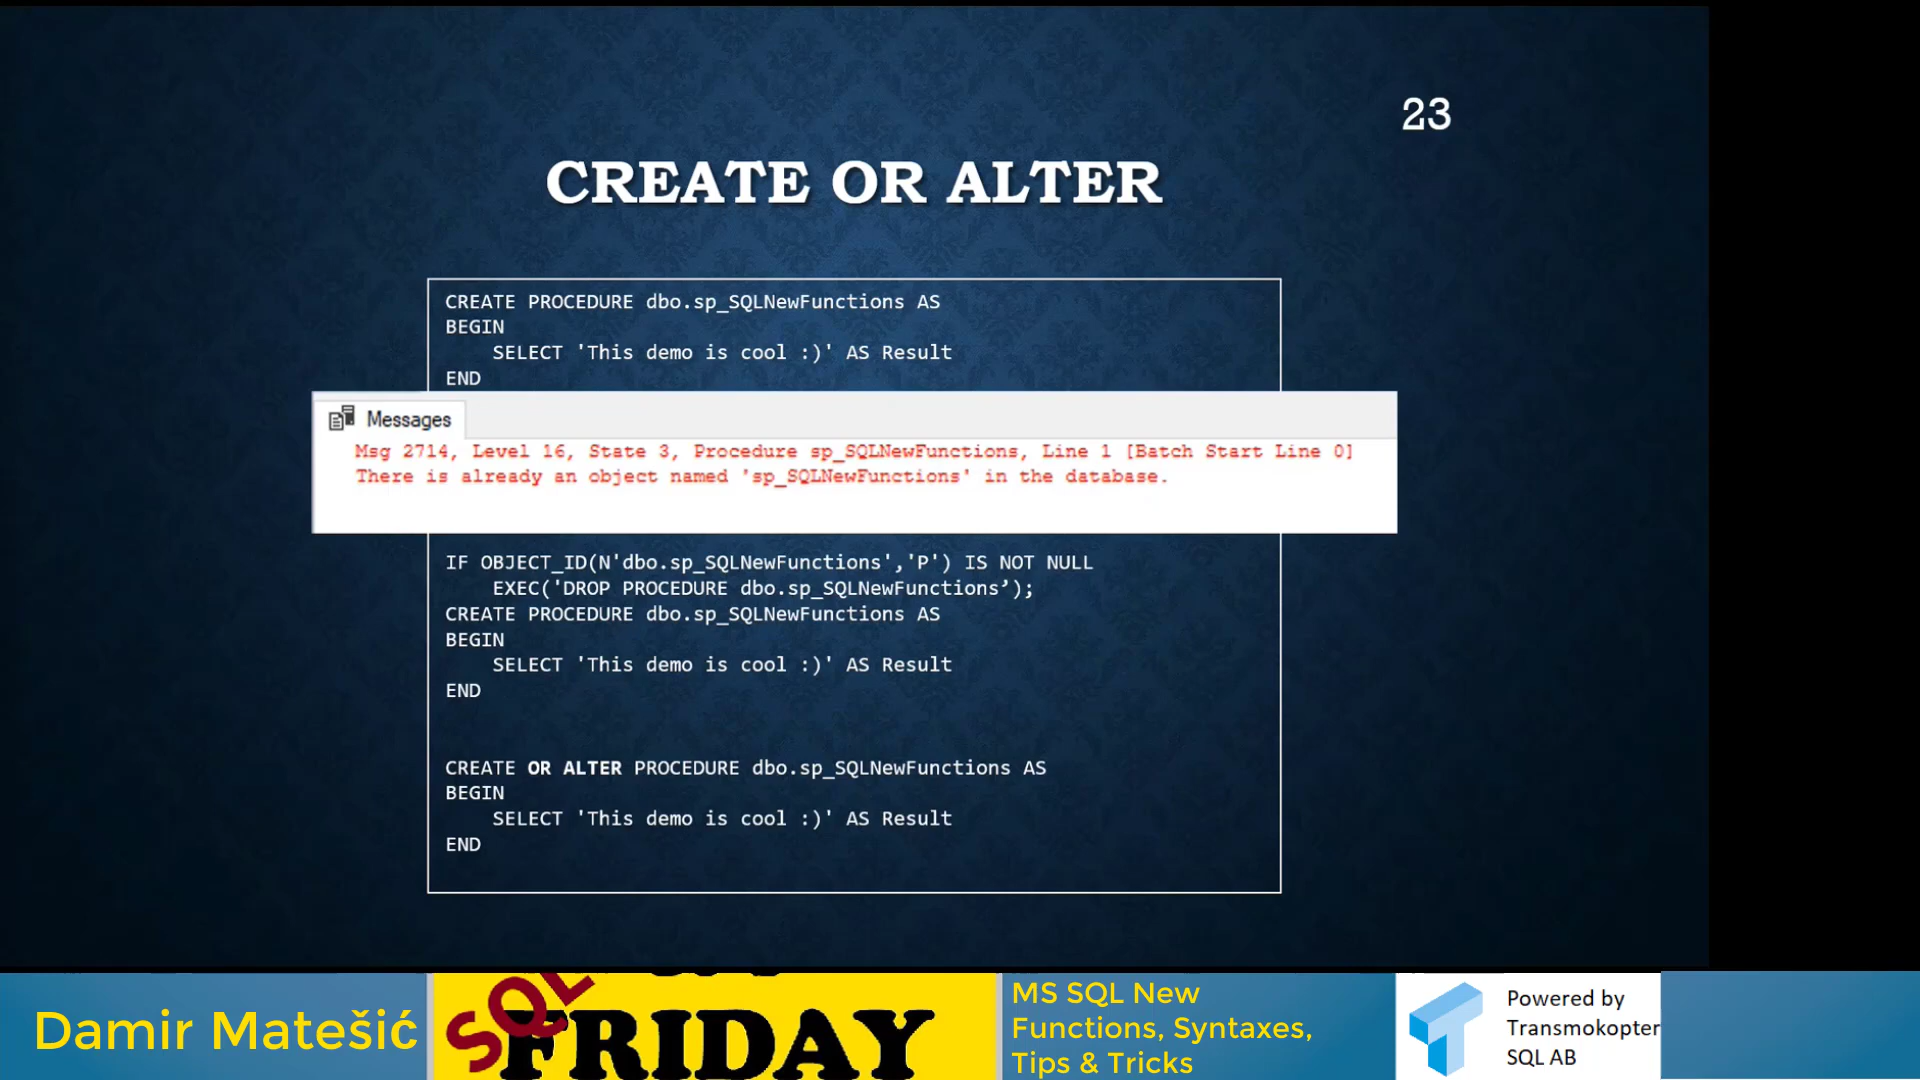 23
CREATE OR ALTER
CREATE PROCEDURE dbo.sp_SQLNewFunctions AS
BEGIN
    SELECT 'This demo is cool :)' AS Result
END
Messages
Msg 2714, Level 16, State 3, Procedure sp_SQLNewFunctions, Line 1 [Batch Start Line 0]
There is already an object named 'sp_SQLNewFunctions' in the database.
IF OBJECT_ID(N'dbo.sp_SQLNewFunctions','P') IS NOT NULL
    EXEC('DROP PROCEDURE dbo.sp_SQLNewFunctions’);
CREATE PROCEDURE dbo.sp_SQLNewFunctions AS
BEGIN
    SELECT 'This demo is cool :)' AS Result
END
CREATE OR ALTER PROCEDURE dbo.sp_SQLNewFunctions AS
BEGIN
    SELECT 'This demo is cool :)' AS Result
END
Damir Matešić
SQL
FRIDAY
MS SQL New
Functions, Syntaxes,
Tips & Tricks
Powered by
Transmokopter
SQL AB